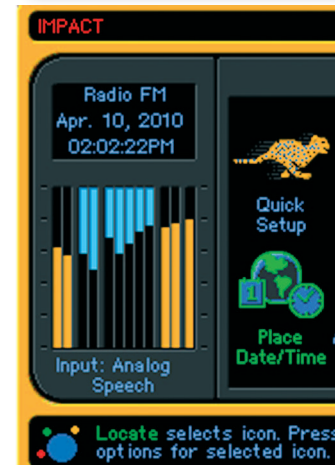 IMPACT
Radio FM
Apr. 10, 2010
02:02:22PM
Input: Analog
Speech
Quick
Setup
1
Place
Date/Time
Locate selects icon. Press
options for selected icon.